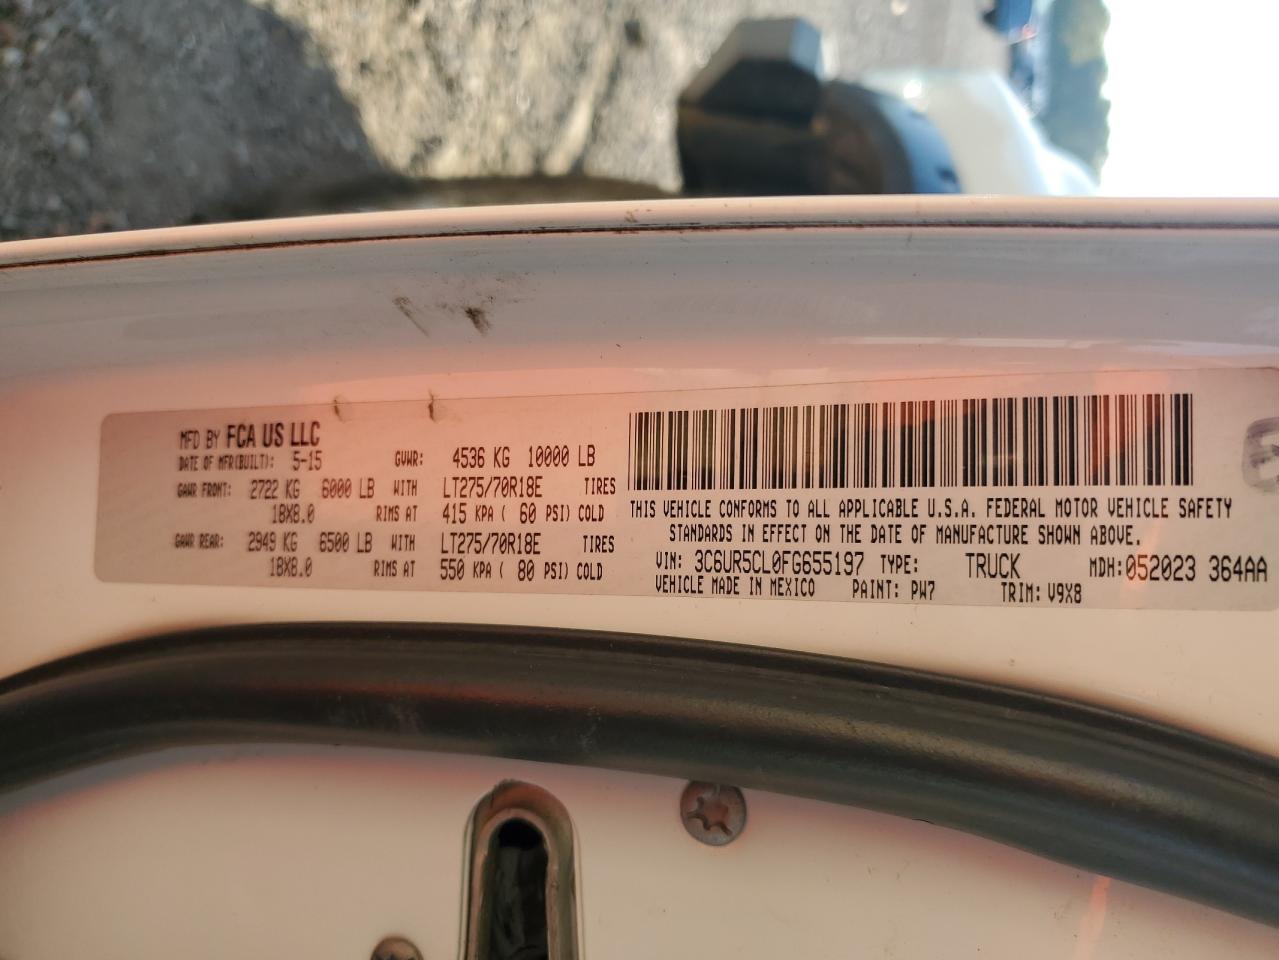 MFD BY FCA US LLC
DATE OF MFR(BUILT): 5-15 GVWR: 4536 KG 10000 LB
GAWR FRONT: 2722 KG 6000 LB WITH LT275/70R18E TIRES
18X8.0 RIMS AT 415 KPA ( 60 PSI) COLD
GAWR REAR: 2949 KG 6500 LB WITH LT275/70R18E TIRES
18X8.0 RIMS AT 550 KPA ( 80 PSI) COLD
THIS VEHICLE CONFORMS TO ALL APPLICABLE U.S.A. FEDERAL MOTOR VEHICLE SAFETY
STANDARDS IN EFFECT ON THE DATE OF MANUFACTURE SHOWN ABOVE.
VIN: 3C6UR5CL0FG655197 TYPE: TRUCK MDH: 052023 364AA
VEHICLE MADE IN MEXICO PAINT: PW7 TRIM: V9X8